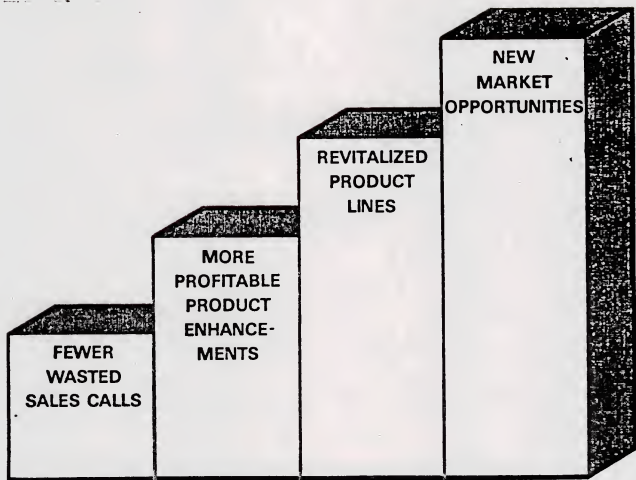 NEW
MARKET
OPPORTUNITIES
REVITALIZED
PRODUCT
LINES
MORE
PROFITABLE
PRODUCT
ENHANCE-
MENTS
FEWER
WASTED
SALES CALLS